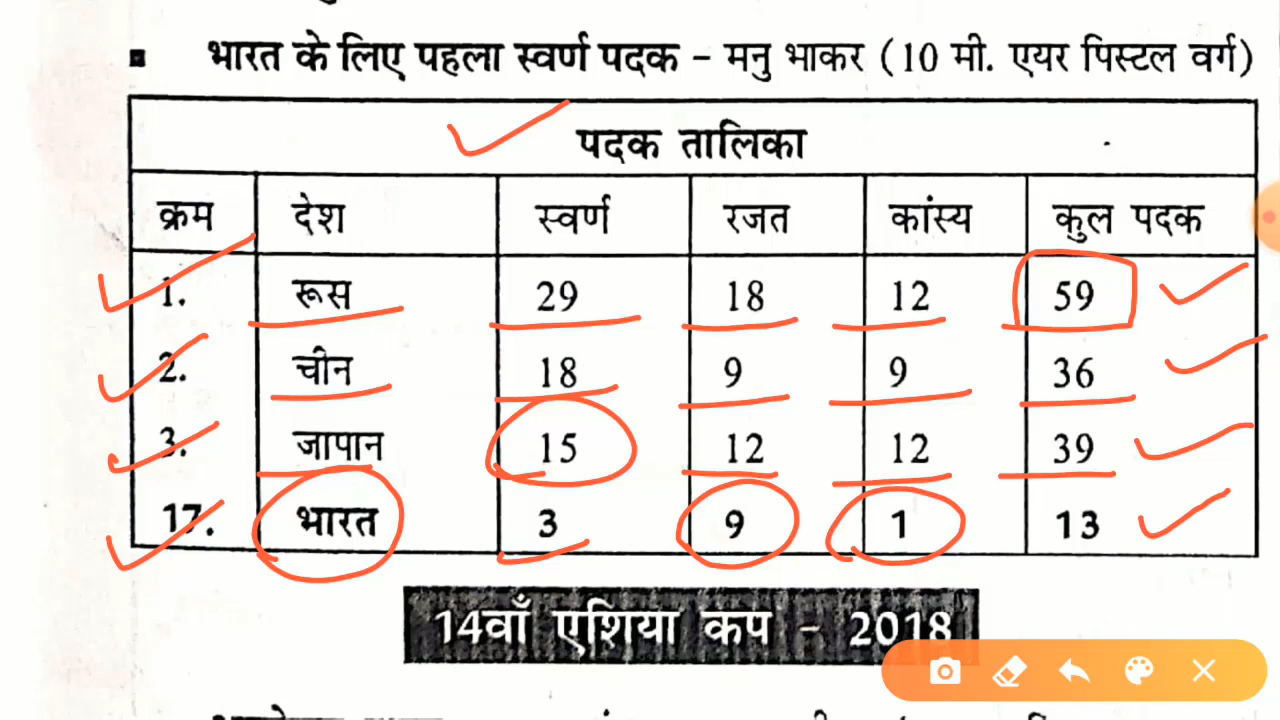 भारत के लिए पहला स्वर्ण पदक - मनु भाकर (10 मी. एयर पिस्टल वर्ग)
पदक तालिका
क्रम देश स्वर्ण रजत कांस्य कुल पदक
1. रूस 29 18 12 59
2. चीन 18 9 9 36
3. जापान 15 12 12 39
17. भारत 3 9 1 13
14वाँ एशिया कप - 2018